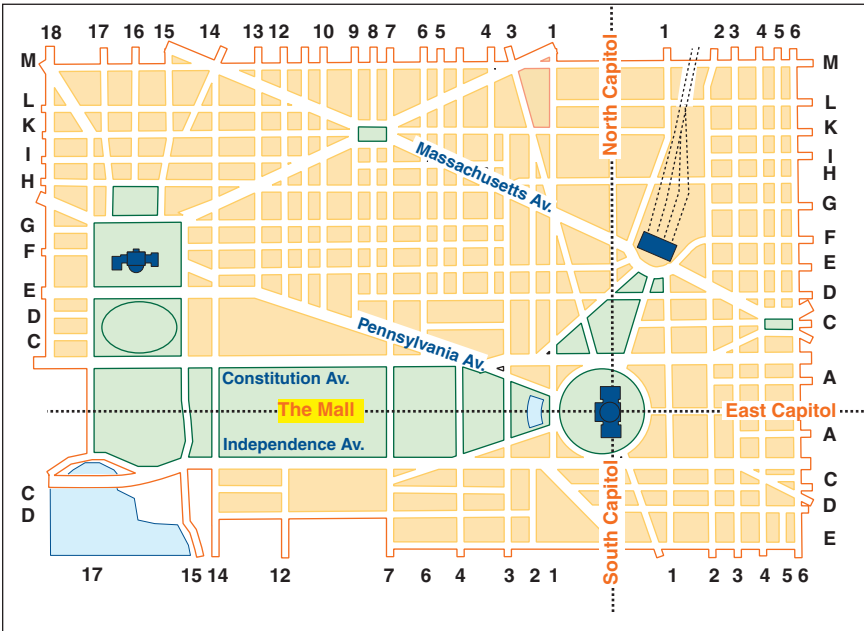 18 17 16 15 14 13 12 10 9 8 7 6 5 4 3 1 1 2 3 4 5 6
North Capitol
M M
L L
K K
I I
H H
Massachusetts Av.
G G
F F
E E
D D
C C
Pennsylvania Av.
Constitution Av.
A
The Mall
East Capitol
Independence Av.
A
C C
D D
E
South Capitol
17 15 14 12 7 6 4 3 2 1 1 2 3 4 5 6